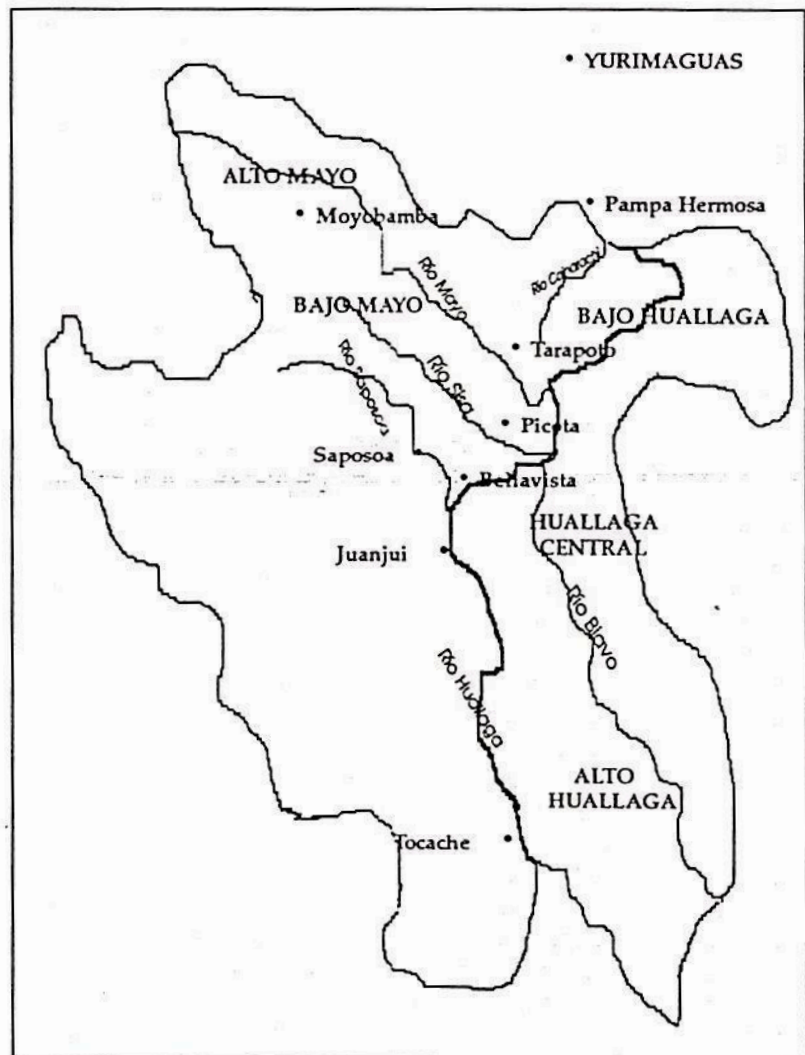 YURIMAGUAS
ALTO MAYO
Pampa Hermosa
Moyobamba
Río Mayo
BAJO MAYO
BAJO HUALLAGA
Tarapoto
Río Sisa
Picota
Saposoa
Bellavista
HUALLAGA
CENTRAL
Juanjui
Río Biavo
Río Huallaga
ALTO
HUALLAGA
Tocache